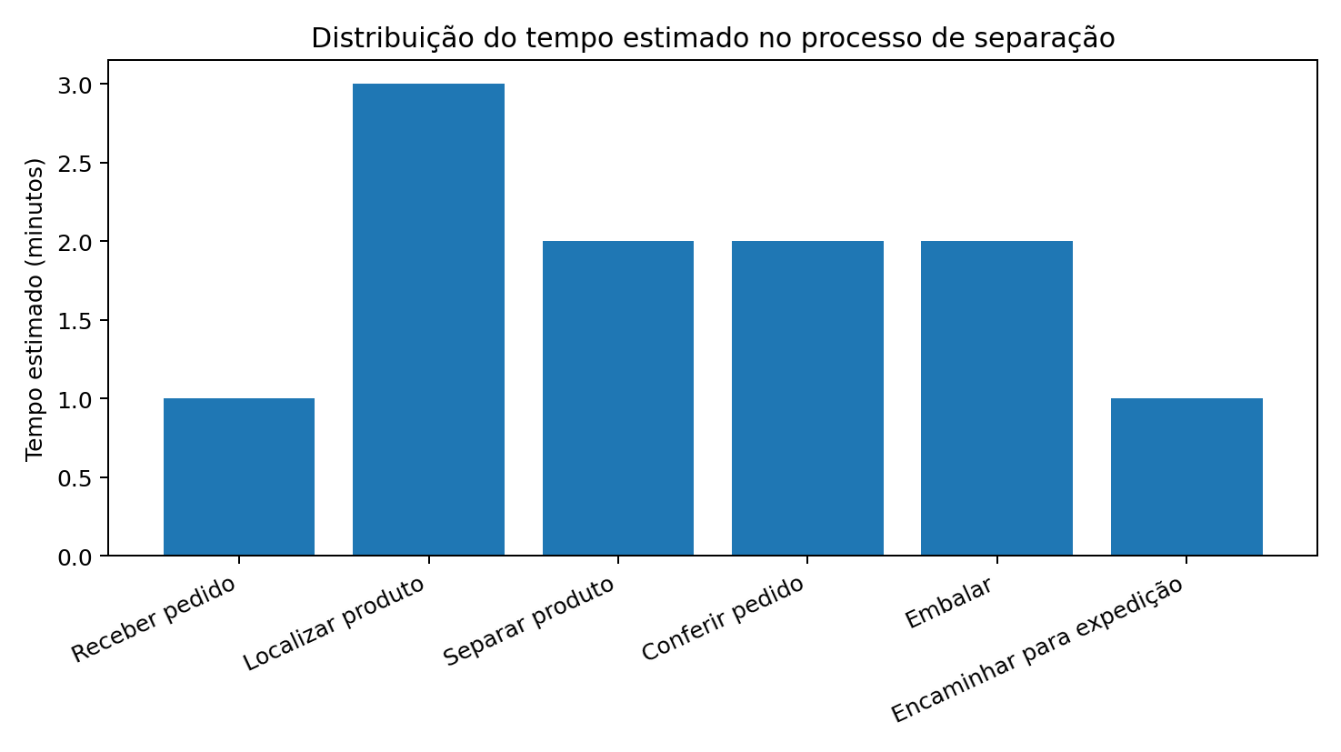 Distribuição do tempo estimado no processo de separação
Tempo estimado (minutos)
3.0
2.5
2.0
1.5
1.0
0.5
0.0
Receber pedido
Localizar produto
Separar produto
Conferir pedido
Embalar
Encaminhar para expedição